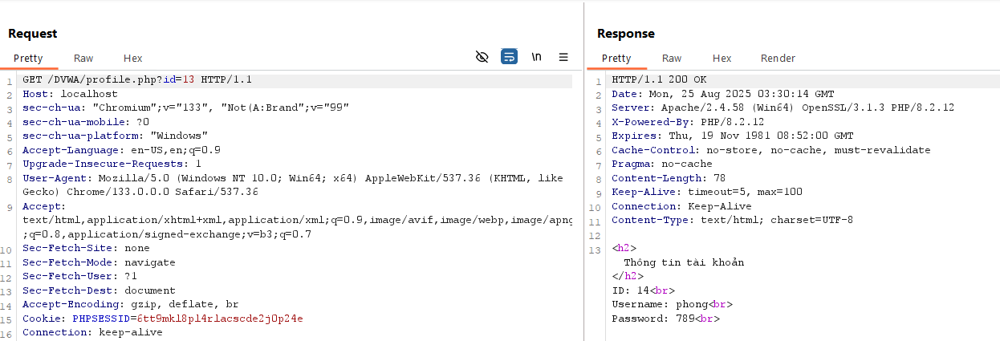 Request
Pretty Raw Hex
\n
1 GET /DVWA/profile.php?id=13 HTTP/1.1
2 Host: localhost
3 sec-ch-ua: "Chromium";v="133", "Not(A:Brand";v="99"
4 sec-ch-ua-mobile: ?0
5 sec-ch-ua-platform: "Windows"
6 Accept-Language: en-US,en;q=0.9
7 Upgrade-Insecure-Requests: 1
8 User-Agent: Mozilla/5.0 (Windows NT 10.0; Win64; x64) AppleWebKit/537.36 (KHTML, like
Gecko) Chrome/133.0.0.0 Safari/537.36
9 Accept:
text/html,application/xhtml+xml,application/xml;q=0.9,image/avif,image/webp,image/apng
;q=0.8,application/signed-exchange;v=b3;q=0.7
10 Sec-Fetch-Site: none
11 Sec-Fetch-Mode: navigate
12 Sec-Fetch-User: ?1
13 Sec-Fetch-Dest: document
14 Accept-Encoding: gzip, deflate, br
15 Cookie: PHPSESSID=6tt9mkl8pl4rlacscde2j0p24e
16 Connection: keep-alive
Response
Pretty Raw Hex Render
1 HTTP/1.1 200 OK
2 Date: Mon, 25 Aug 2025 03:30:14 GMT
3 Server: Apache/2.4.58 (Win64) OpenSSL/3.1.3 PHP/8.2.12
4 X-Powered-By: PHP/8.2.12
5 Expires: Thu, 19 Nov 1981 08:52:00 GMT
6 Cache-Control: no-store, no-cache, must-revalidate
7 Pragma: no-cache
8 Content-Length: 78
9 Keep-Alive: timeout=5, max=100
10 Connection: Keep-Alive
11 Content-Type: text/html; charset=UTF-8
12
13 <h2>
Thông tin tài khoản
</h2>
ID: 14<br>
Username: phong<br>
Password: 789<br>